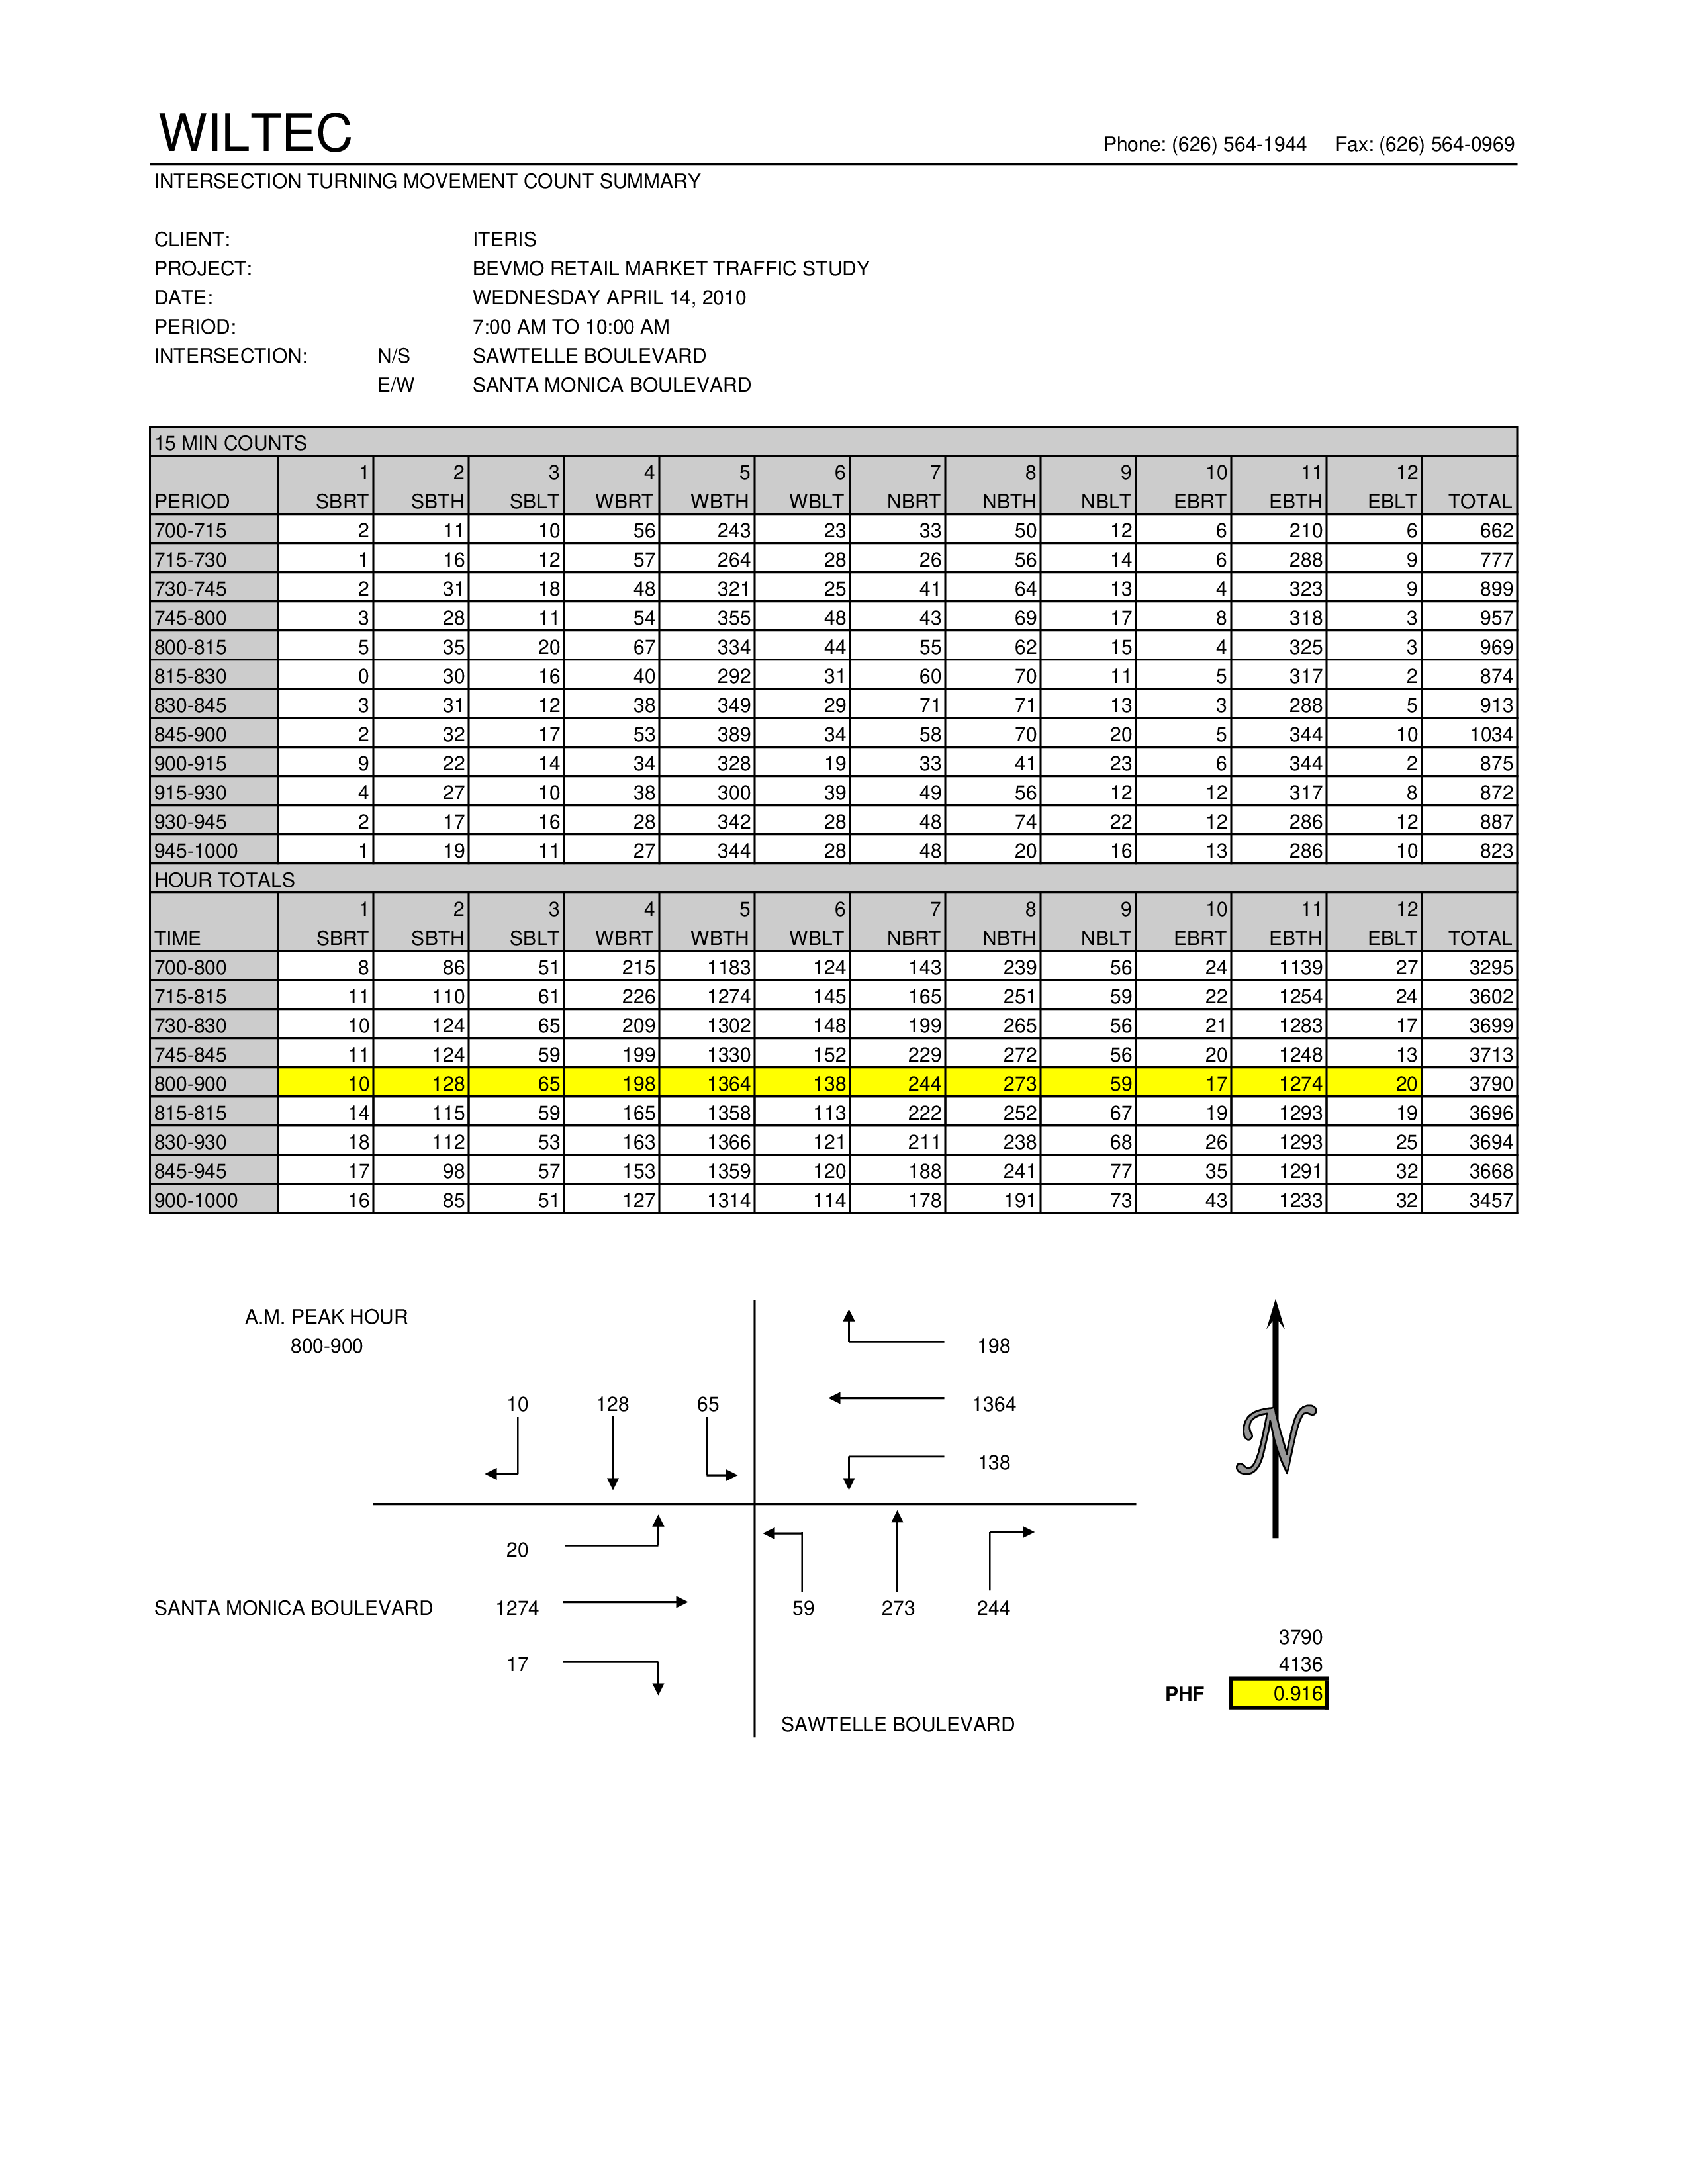 WILTEC
Phone: (626) 564-1944 Fax: (626) 564-0969
INTERSECTION TURNING MOVEMENT COUNT SUMMARY
CLIENT: ITERIS
PROJECT: BEVMO RETAIL MARKET TRAFFIC STUDY
DATE: WEDNESDAY APRIL 14, 2010
PERIOD: 7:00 AM TO 10:00 AM
INTERSECTION: N/S SAWTELLE BOULEVARD
E/W SANTA MONICA BOULEVARD
15 MIN COUNTS
1 2 3 4 5 6 7 8 9 10 11 12
PERIOD SBRT SBTH SBLT WBRT WBTH WBLT NBRT NBTH NBLT EBRT EBTH EBLT TOTAL
700-715 2 11 10 56 243 23 33 50 12 6 210 6 662
715-730 1 16 12 57 264 28 26 56 14 6 288 9 777
730-745 2 31 18 48 321 25 41 64 13 4 323 9 899
745-800 3 28 11 54 355 48 43 69 17 8 318 3 957
800-815 5 35 20 67 334 44 55 62 15 4 325 3 969
815-830 0 30 16 40 292 31 60 70 11 5 317 2 874
830-845 3 31 12 38 349 29 71 71 13 3 288 5 913
845-900 2 32 17 53 389 34 58 70 20 5 344 10 1034
900-915 9 22 14 34 328 19 33 41 23 6 344 2 875
915-930 4 27 10 38 300 39 49 56 12 12 317 8 872
930-945 2 17 16 28 342 28 48 74 22 12 286 12 887
945-1000 1 19 11 27 344 28 48 20 16 13 286 10 823
HOUR TOTALS
1 2 3 4 5 6 7 8 9 10 11 12
TIME SBRT SBTH SBLT WBRT WBTH WBLT NBRT NBTH NBLT EBRT EBTH EBLT TOTAL
700-800 8 86 51 215 1183 124 143 239 56 24 1139 27 3295
715-815 11 110 61 226 1274 145 165 251 59 22 1254 24 3602
730-830 10 124 65 209 1302 148 199 265 56 21 1283 17 3699
745-845 11 124 59 199 1330 152 229 272 56 20 1248 13 3713
800-900 10 128 65 198 1364 138 244 273 59 17 1274 20 3790
815-815 14 115 59 165 1358 113 222 252 67 19 1293 19 3696
830-930 18 112 53 163 1366 121 211 238 68 26 1293 25 3694
845-945 17 98 57 153 1359 120 188 241 77 35 1291 32 3668
900-1000 16 85 51 127 1314 114 178 191 73 43 1233 32 3457
A.M. PEAK HOUR
800-900
198
10 128 65 1364
138
N
20
SANTA MONICA BOULEVARD 1274 59 273 244
3790
17 4136
PHF 0.916
SAWTELLE BOULEVARD